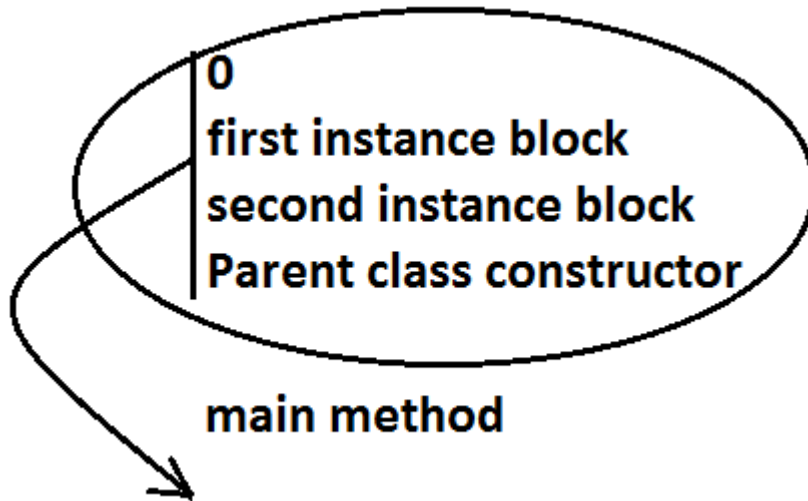 0
first instance block
second instance block
Parent class constructor
main method